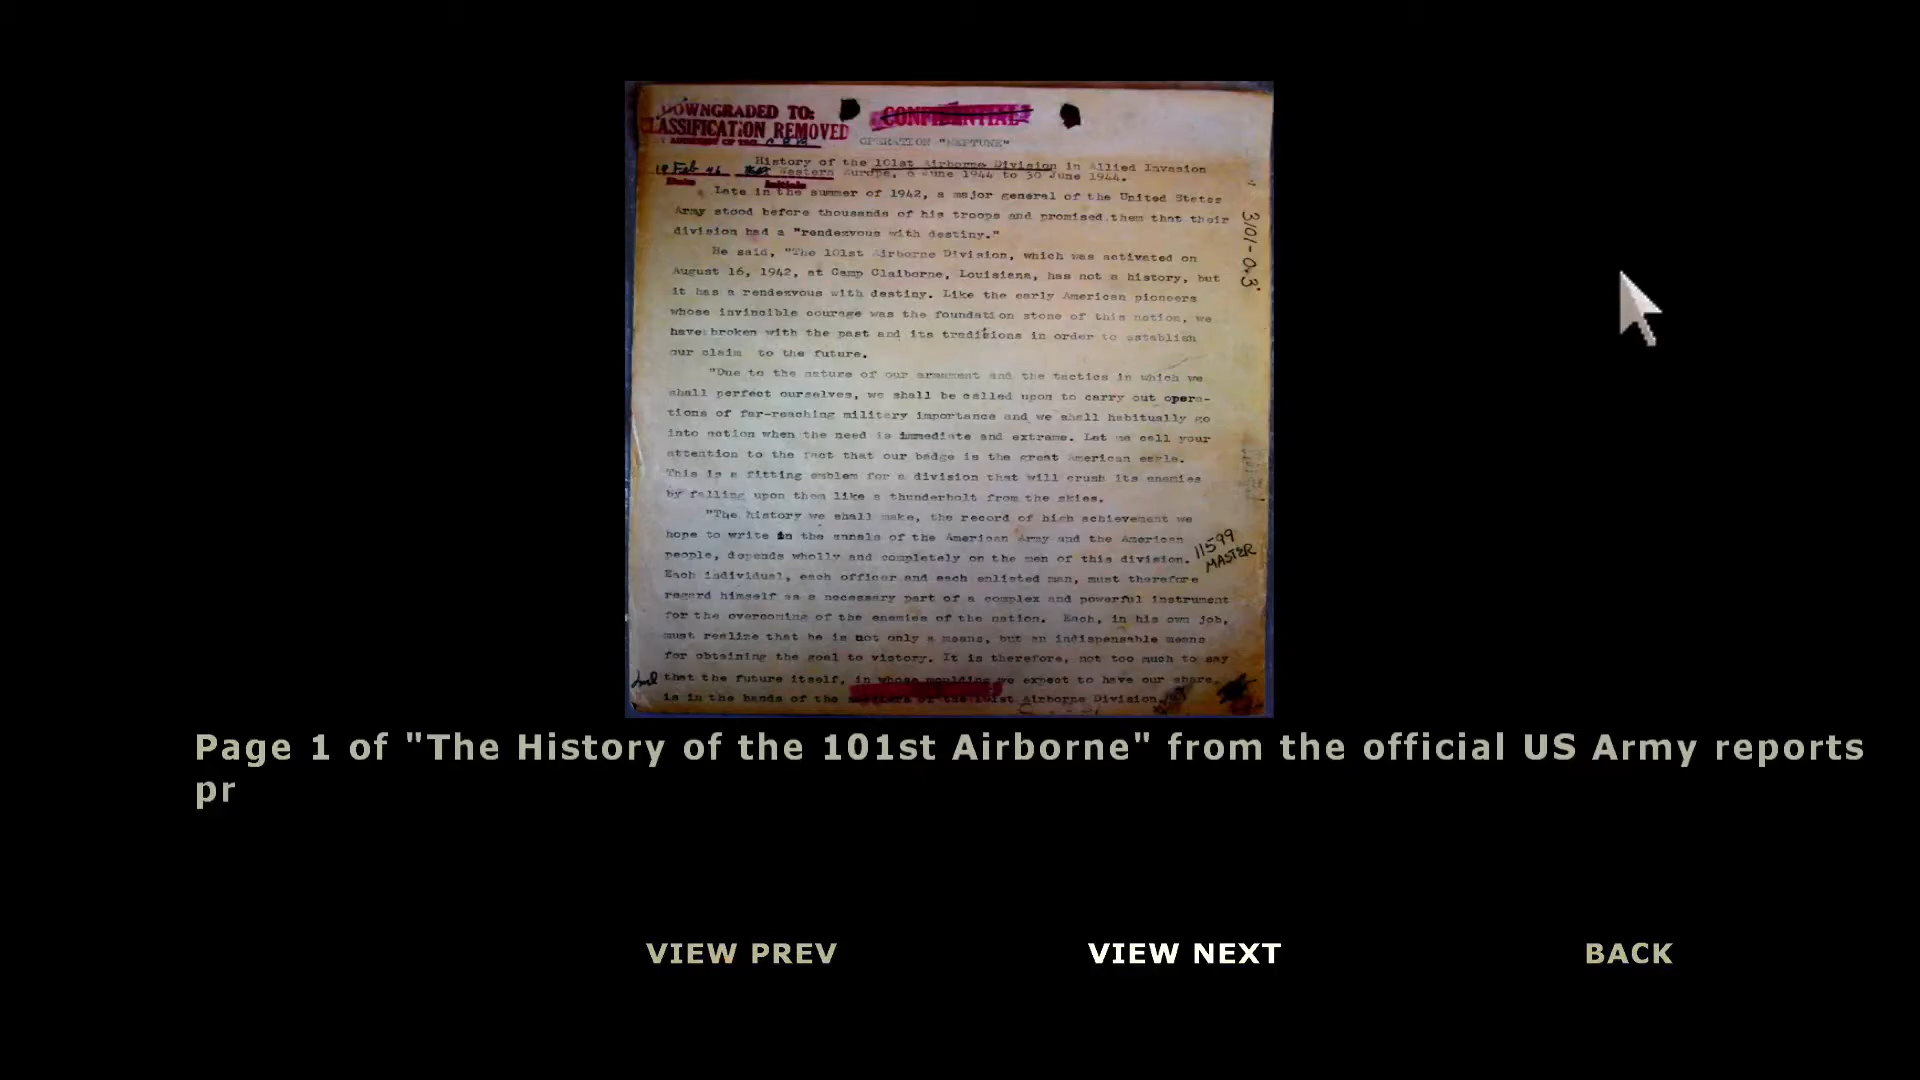 DOWNGRADED TO:
CLASSIFICATION REMOVED
CONFIDENTIAL
OPERATION "NEPTUNE"
History of the 101st Airborne Division in Allied Invasion
19 Feb 46 Western Europe, 6 June 1944 to 30 June 1944.
Date Initials
Late in the summer of 1942, a major general of the United States
Army stood before thousands of his troops and promised them that their
division had a "rendezvous with destiny."
He said, "The 101st Airborne Division, which was activated on
August 16, 1942, at Camp Claiborne, Louisiana, has not a history, but
it has a rendezvous with destiny. Like the early American pioneers
whose invincible courage was the foundation stone of this nation, we
have broken with the past and its traditions in order to establish
our claim to the future.
"Due to the nature of our armament and the tactics in which we
shall perfect ourselves, we shall be called upon to carry out opera-
tions of far-reaching military importance and we shall habitually go
into action when the need is immediate and extreme. Let me call your
attention to the fact that our badge is the great American eagle.
This is a fitting emblem for a division that will crush its enemies
by falling upon them like a thunderbolt from the skies.
"The history we shall make, the record of high achievement we
hope to write in the annals of the American Army and the American
people, depends wholly and completely on the men of this division.
Each individual, each officer and each enlisted man, must therefore
regard himself as a necessary part of a complex and powerful instrument
for the overcoming of the enemies of the nation. Each, in his own job,
must realize that he is not only a means, but an indispensable means
for obtaining the goal to victory. It is therefore, not too much to say
that the future itself, in whose moulding we expect to have our share,
is in the hands of the soldiers of the 101st Airborne Division."
3101-0.3
11599
MASTER
Page 1 of "The History of the 101st Airborne" from the official US Army reports
pr
VIEW PREV
VIEW NEXT
BACK